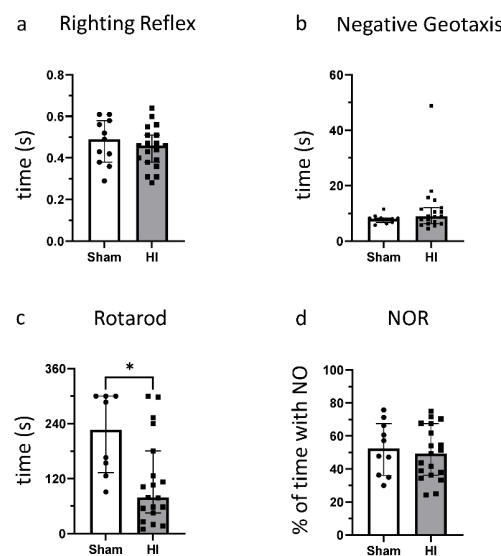 a Righting Reflex
time (s)
0.8
0.6
0.4
0.2
0.0
Sham HI
b Negative Geotaxis
time (s)
60
40
20
0
Sham HI
c Rotarod
time (s)
360
240
120
0
*
Sham HI
d NOR
% of time with NO
100
80
60
40
20
0
Sham HI